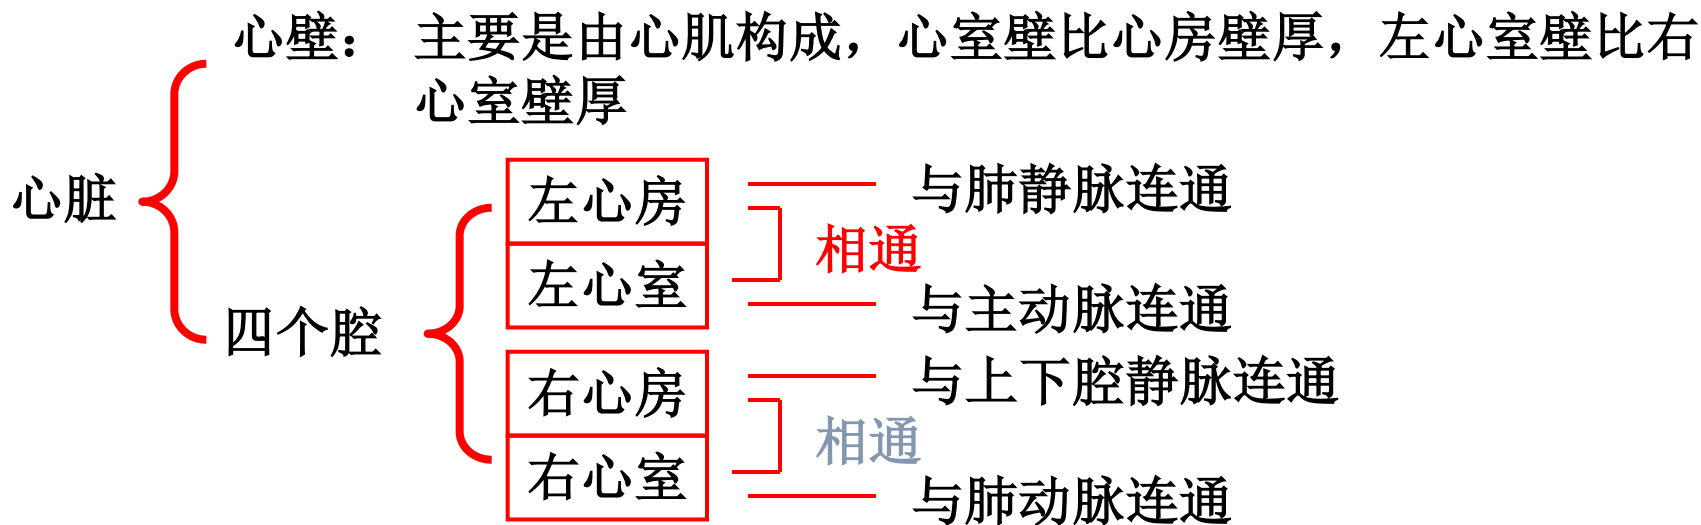 心壁： 主要是由心肌构成，心室壁比心房壁厚，左心室壁比右
心室壁厚
心脏
四个腔
左心房
与肺静脉连通
相通
左心室
与主动脉连通
右心房
与上下腔静脉连通
相通
右心室
与肺动脉连通